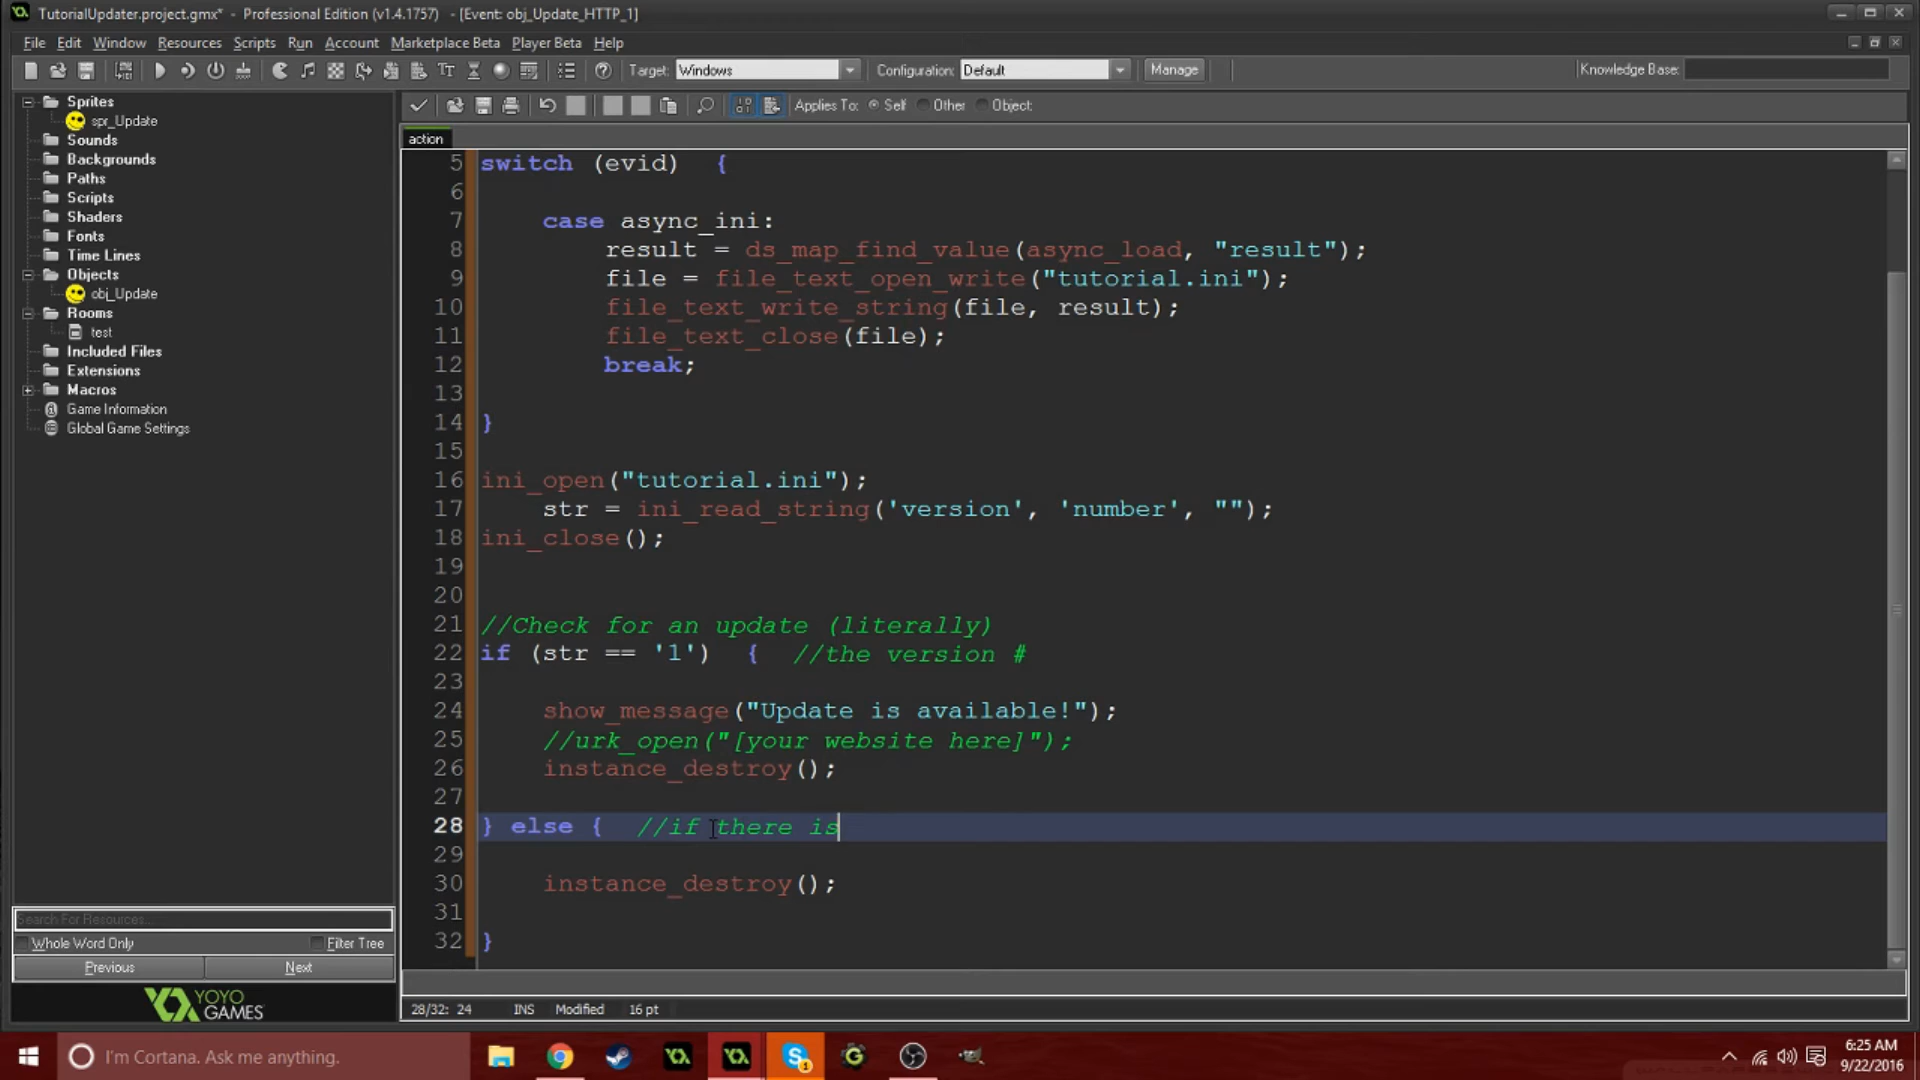 TutorialUpdater.project.gmx* - Professional Edition (v1.4.1757) - [Event: obj_Update_HTTP_1]
File Edit Window Resources Scripts Run Account Marketplace Beta Player Beta Help
Target: Windows Configuration: Default Manage Knowledge Base:
Applies To: Self Other Object:
Sprites
spr_Update
Sounds
Backgrounds
Paths
Scripts
Shaders
Fonts
Time Lines
Objects
obj_Update
Rooms
test
Included Files
Extensions
Macros
Game Information
Global Game Settings
Search For Resources...
Whole Word Only Filter Tree
Previous Next
YOYO
GAMES
action
5 switch (evid) {
6
7 case async_ini:
8 result = ds_map_find_value(async_load, "result");
9 file = file_text_open_write("tutorial.ini");
10 file_text_write_string(file, result);
11 file_text_close(file);
12 break;
13
14 }
15
16 ini_open("tutorial.ini");
17 str = ini_read_string('version', 'number', "");
18 ini_close();
19
20
21 //Check for an update (literally)
22 if (str == '1') { //the version #
23
24 show_message("Update is available!");
25 //urk_open("[your website here]");
26 instance_destroy();
27
28 } else { //if there is
29
30 instance_destroy();
31
32 }
28/32: 24 INS Modified 16 pt
I'm Cortana. Ask me anything.
1
6:25 AM
9/22/2016